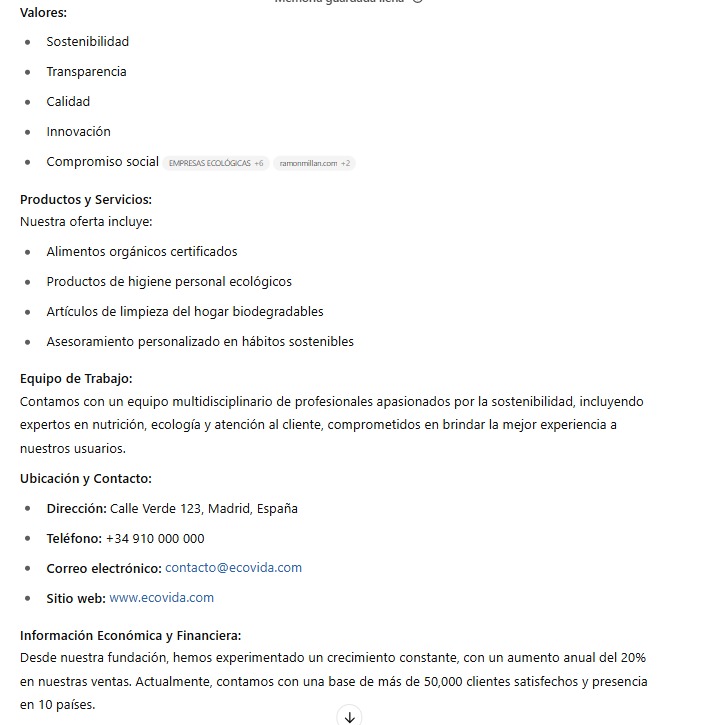 Memoria guardada llena
Valores:
Sostenibilidad
Transparencia
Calidad
Innovación
Compromiso social EMPRESAS ECOLÓGICAS +6 ramonmillan.com +2
Productos y Servicios:
Nuestra oferta incluye:
Alimentos orgánicos certificados
Productos de higiene personal ecológicos
Artículos de limpieza del hogar biodegradables
Asesoramiento personalizado en hábitos sostenibles
Equipo de Trabajo:
Contamos con un equipo multidisciplinario de profesionales apasionados por la sostenibilidad, incluyendo
expertos en nutrición, ecología y atención al cliente, comprometidos en brindar la mejor experiencia a
nuestros usuarios.
Ubicación y Contacto:
Dirección: Calle Verde 123, Madrid, España
Teléfono: +34 910 000 000
Correo electrónico: contacto@ecovida.com
Sitio web: www.ecovida.com
Información Económica y Financiera:
Desde nuestra fundación, hemos experimentado un crecimiento constante, con un aumento anual del 20%
en nuestras ventas. Actualmente, contamos con una base de más de 50,000 clientes satisfechos y presencia
en 10 países.